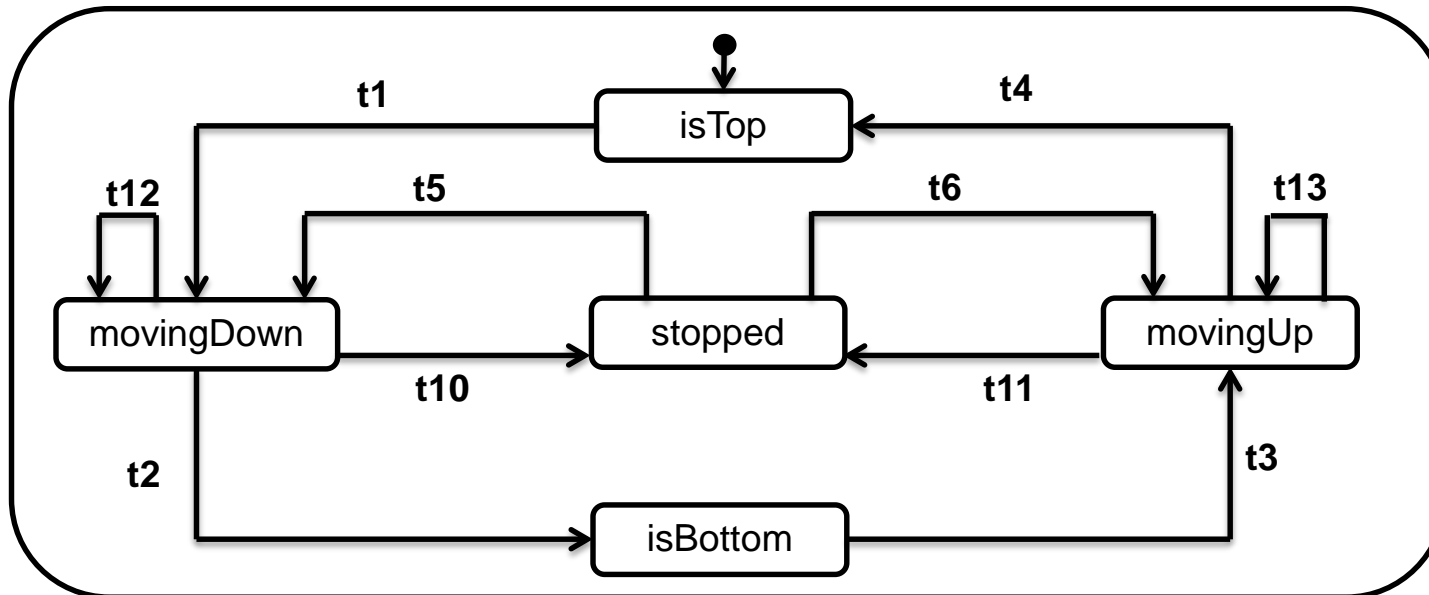 t1
t4
isTop
t12
t5
t6
t13
movingDown
stopped
movingUp
t10
t11
t2
t3
isBottom